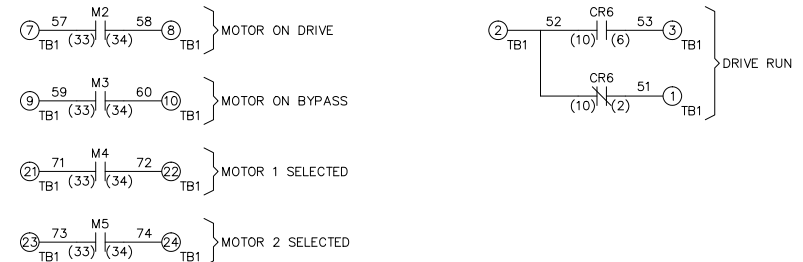 M2
7 57 58 8
TB1 (33) (34) TB1
MOTOR ON DRIVE
M3
9 59 60 10
TB1 (33) (34) TB1
MOTOR ON BYPASS
M4
21 71 72 22
TB1 (33) (34) TB1
MOTOR 1 SELECTED
M5
23 73 74 24
TB1 (33) (34) TB1
MOTOR 2 SELECTED
CR6
2 52 53 3
TB1 (10) (6) TB1
CR6
51 1
(10) (2) TB1
DRIVE RUN